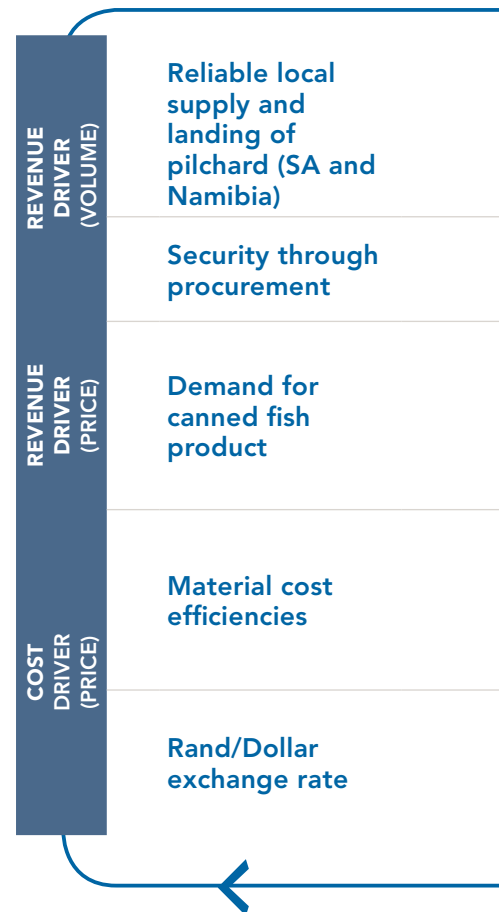 REVENUE
DRIVER
(VOLUME)
Reliable local
supply and
landing of
pilchard (SA and
Namibia)
Security through
procurement
REVENUE
DRIVER
(PRICE)
Demand for
canned fish
product
COST
DRIVER
(PRICE)
Material cost
efficiencies
Rand/Dollar
exchange rate